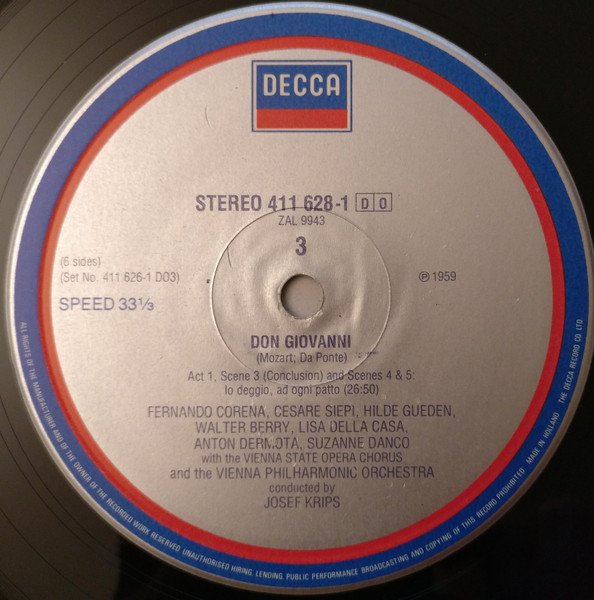 DECCA
STEREO 411 628-1 DO
ZAL 9943
3
(6 sides)
(Set No. 411 626-1 DO3)
SPEED 33⅓
℗ 1959
DON GIOVANNI
(Mozart; Da Ponte)
Act 1, Scene 3 (Conclusion) and Scenes 4 & 5:
Io deggio, ad ogni patto (26:50)
FERNANDO CORENA, CESARE SIEPI, HILDE GUEDEN,
WALTER BERRY, LISA DELLA CASA,
ANTON DERMOTA, SUZANNE DANCO
with the VIENNA STATE OPERA CHORUS
and the VIENNA PHILHARMONIC ORCHESTRA
conducted by
JOSEF KRIPS
ALL RIGHTS OF THE MANUFACTURER AND OF THE OWNER OF THE RECORDED WORK RESERVED. UNAUTHORISED HIRING, LENDING, PUBLIC PERFORMANCE BROADCASTING AND COPYING OF THIS RECORD PROHIBITED MADE IN HOLLAND THE DECCA RECORD CO. LTD.